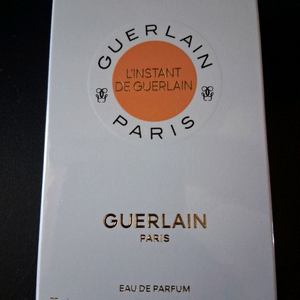 GUERLAIN
L'INSTANT
DE GUERLAIN
PARIS
GUERLAIN
PARIS
EAU DE PARFUM